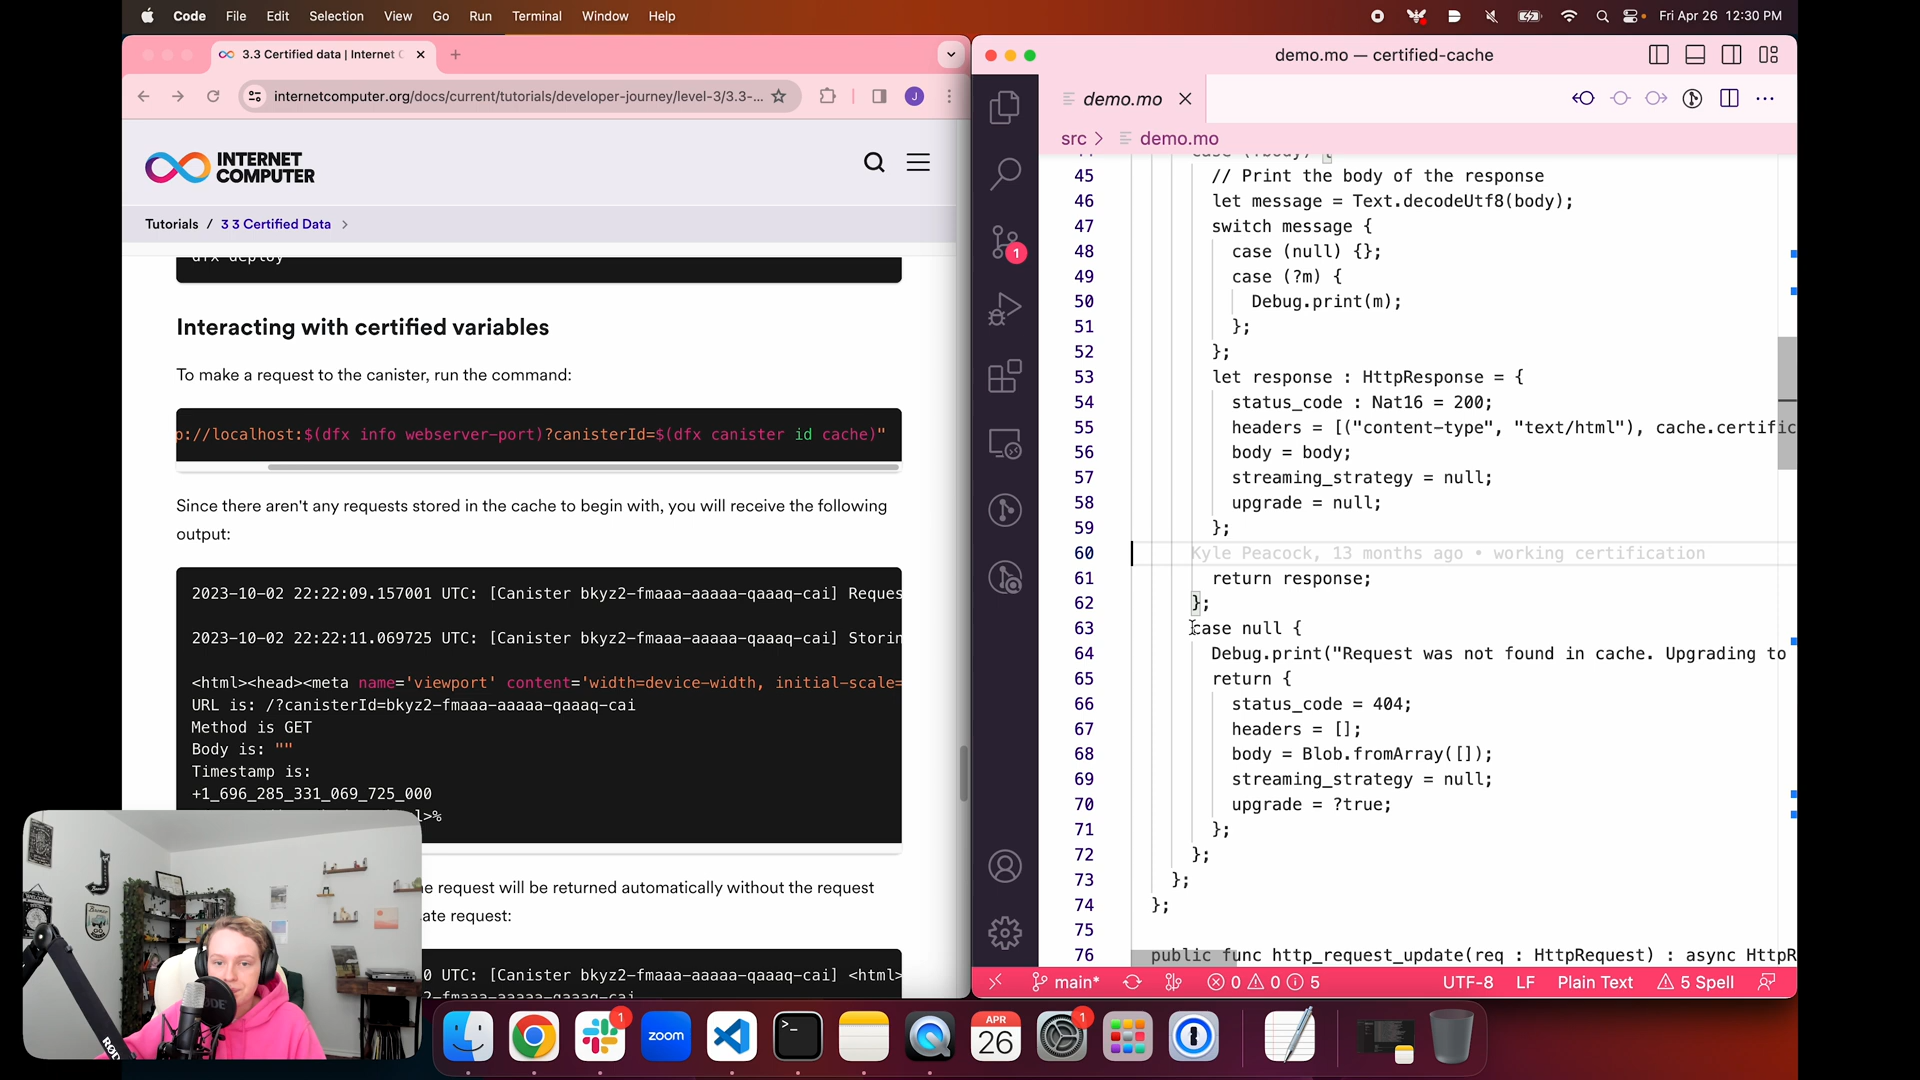 Code File Edit Selection View Go Run Terminal Window Help
Fri Apr 26 12:30 PM
3.3 Certified data | Internet C
internetcomputer.org/docs/current/tutorials/developer-journey/level-3/3.3-...
J
INTERNET
COMPUTER
Tutorials / 3 3 Certified Data >
dfx deploy
Interacting with certified variables
To make a request to the canister, run the command:
p://localhost:$(dfx info webserver-port)?canisterId=$(dfx canister id cache)"
Since there aren't any requests stored in the cache to begin with, you will receive the following
output:
2023-10-02 22:22:09.157001 UTC: [Canister bkyz2-fmaaa-aaaaa-qaaaq-cai] Reques
2023-10-02 22:22:11.069725 UTC: [Canister bkyz2-fmaaa-aaaaa-qaaaq-cai] Storin
<html><head><meta name='viewport' content='width=device-width, initial-scale=
URL is: /?canisterId=bkyz2-fmaaa-aaaaa-qaaaq-cai
Method is GET
Body is: ""
Timestamp is:
+1_696_285_331_069_725_000
l>%
e request will be returned automatically without the request
ate request:
0 UTC: [Canister bkyz2-fmaaa-aaaaa-qaaaq-cai] <html>
demo.mo — certified-cache
demo.mo
src > demo.mo
44 case (?body) {
45 // Print the body of the response
46 let message = Text.decodeUtf8(body);
47 switch message {
48 case (null) {};
49 case (?m) {
50 Debug.print(m);
51 };
52 };
53 let response : HttpResponse = {
54 status_code : Nat16 = 200;
55 headers = [("content-type", "text/html"), cache.certific
56 body = body;
57 streaming_strategy = null;
58 upgrade = null;
59 };
60 Kyle Peacock, 13 months ago • working certification
61 return response;
62 };
63 case null {
64 Debug.print("Request was not found in cache. Upgrading to
65 return {
66 status_code = 404;
67 headers = [];
68 body = Blob.fromArray([]);
69 streaming_strategy = null;
70 upgrade = ?true;
71 };
72 };
73 };
74 };
75
76 public func http_request_update(req : HttpRequest) : async HttpR
1
main* 0 0 5 UTF-8 LF Plain Text 5 Spell
1
zoom
>_
APR
26
1
RØD